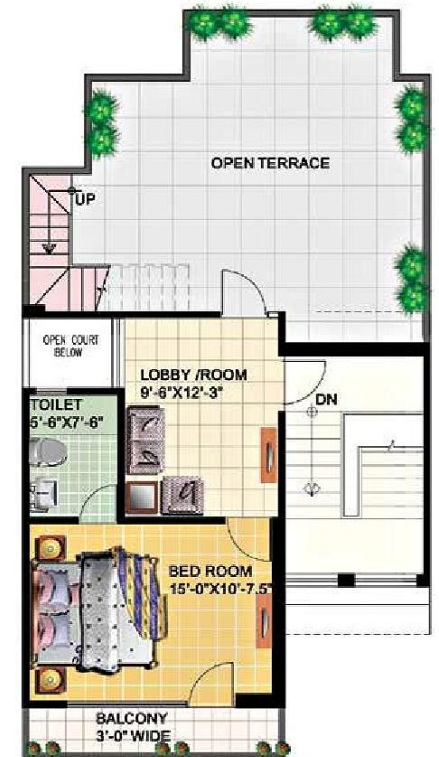 OPEN TERRACE
UP
OPEN COURT
BELOW
LOBBY /ROOM
9'-6"X12'-3"
DN
TOILET
5'-6"X7'-6"
BED ROOM
15'-0"X10'-7.5"
BALCONY
3'-0" WIDE